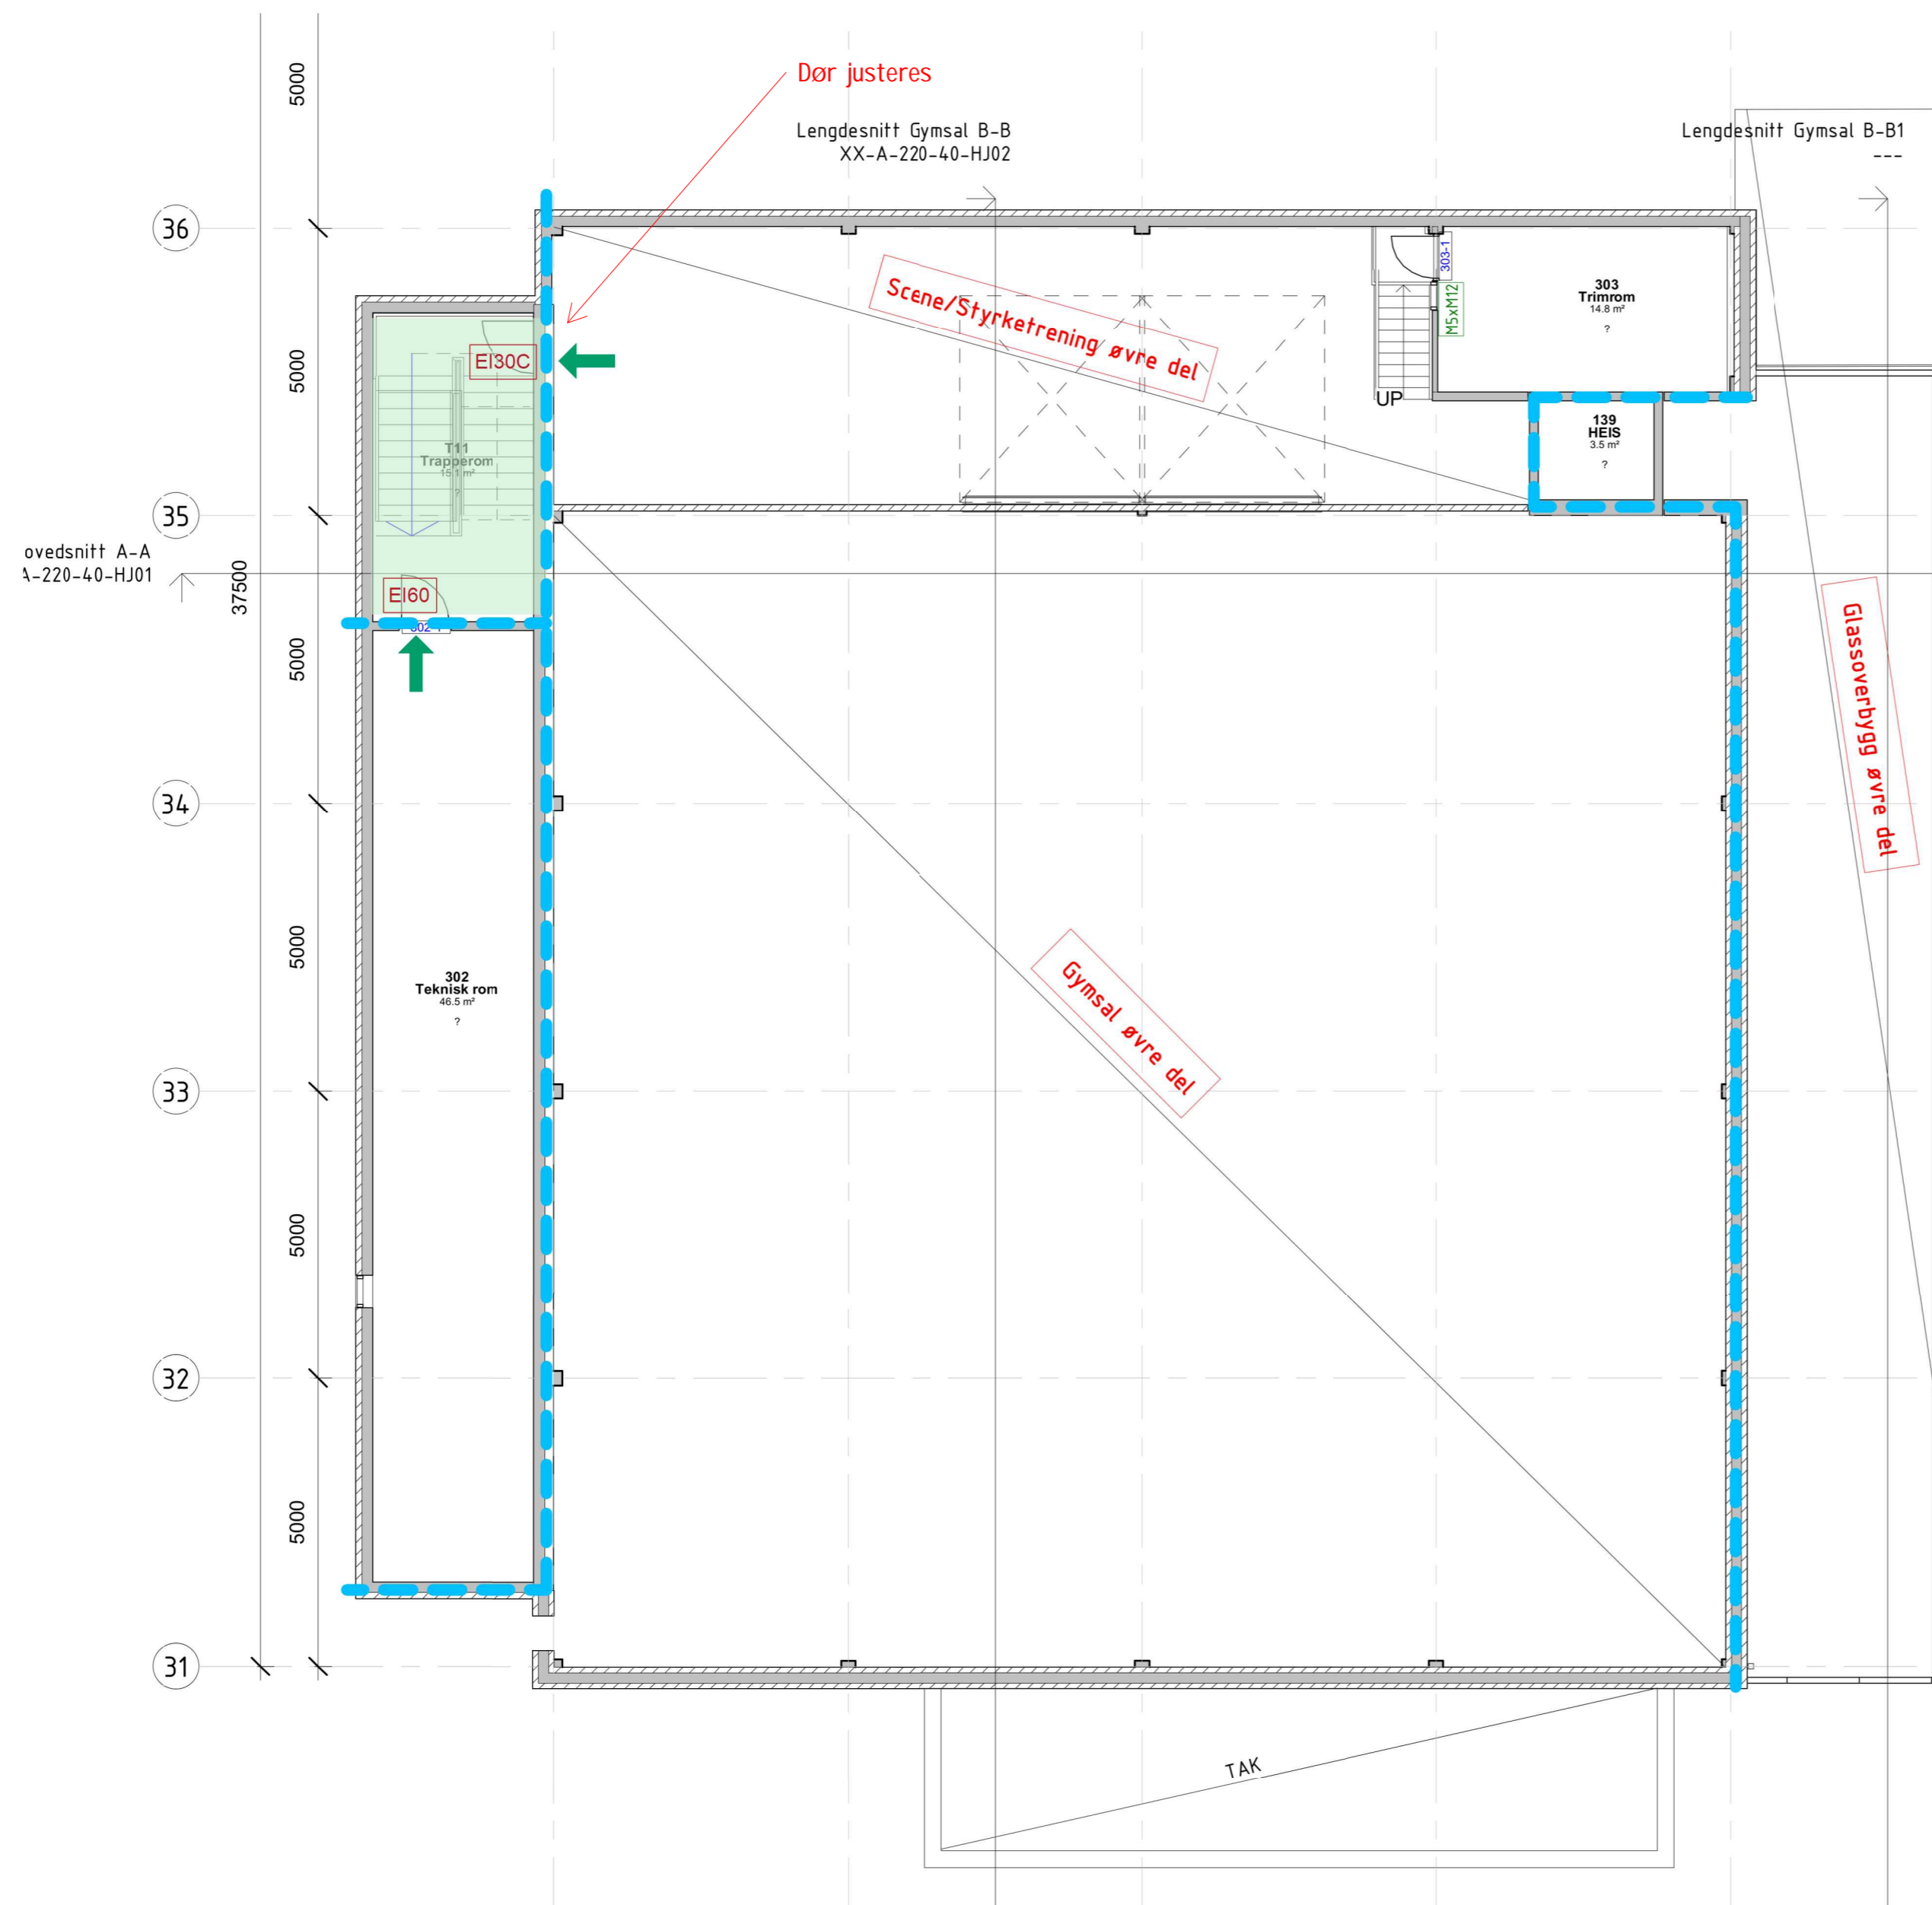 5000
Dør justeres
Lengdesnitt Gymsal B-B
XX-A-220-40-HJ02
Lengdesnitt Gymsal B-B1
---
36
303-1
Scene/Styrketrening øvre del
M5xM12
303
Trimrom
14.8 m²
?
5000
EI30C
UP
139
HEIS
3.5 m²
?
T11
Trapperom
15.1 m²
?
35
ovedsnitt A-A
A-220-40-HJ01
37500
EI60
5000
Glassoverbygg øvre del
34
5000
302
Teknisk rom
46.5 m²
?
Gymsal øvre del
33
5000
32
5000
31
TAK